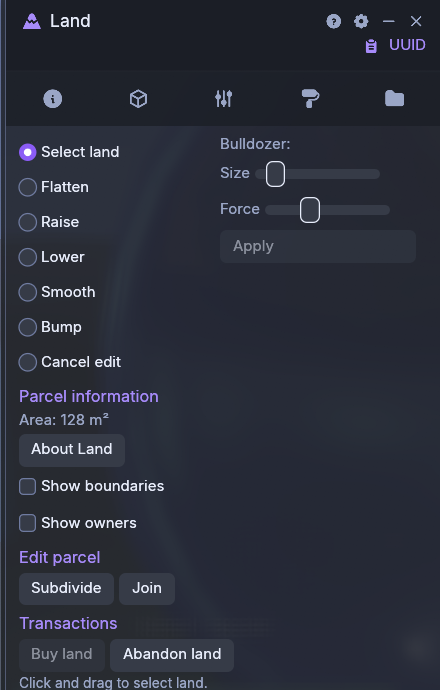 Land
UUID
Select land
Flatten
Raise
Lower
Smooth
Bump
Cancel edit
Bulldozer:
Size
Force
Apply
Parcel information
Area: 128 m²
About Land
Show boundaries
Show owners
Edit parcel
Subdivide
Join
Transactions
Buy land
Abandon land
Click and drag to select land.